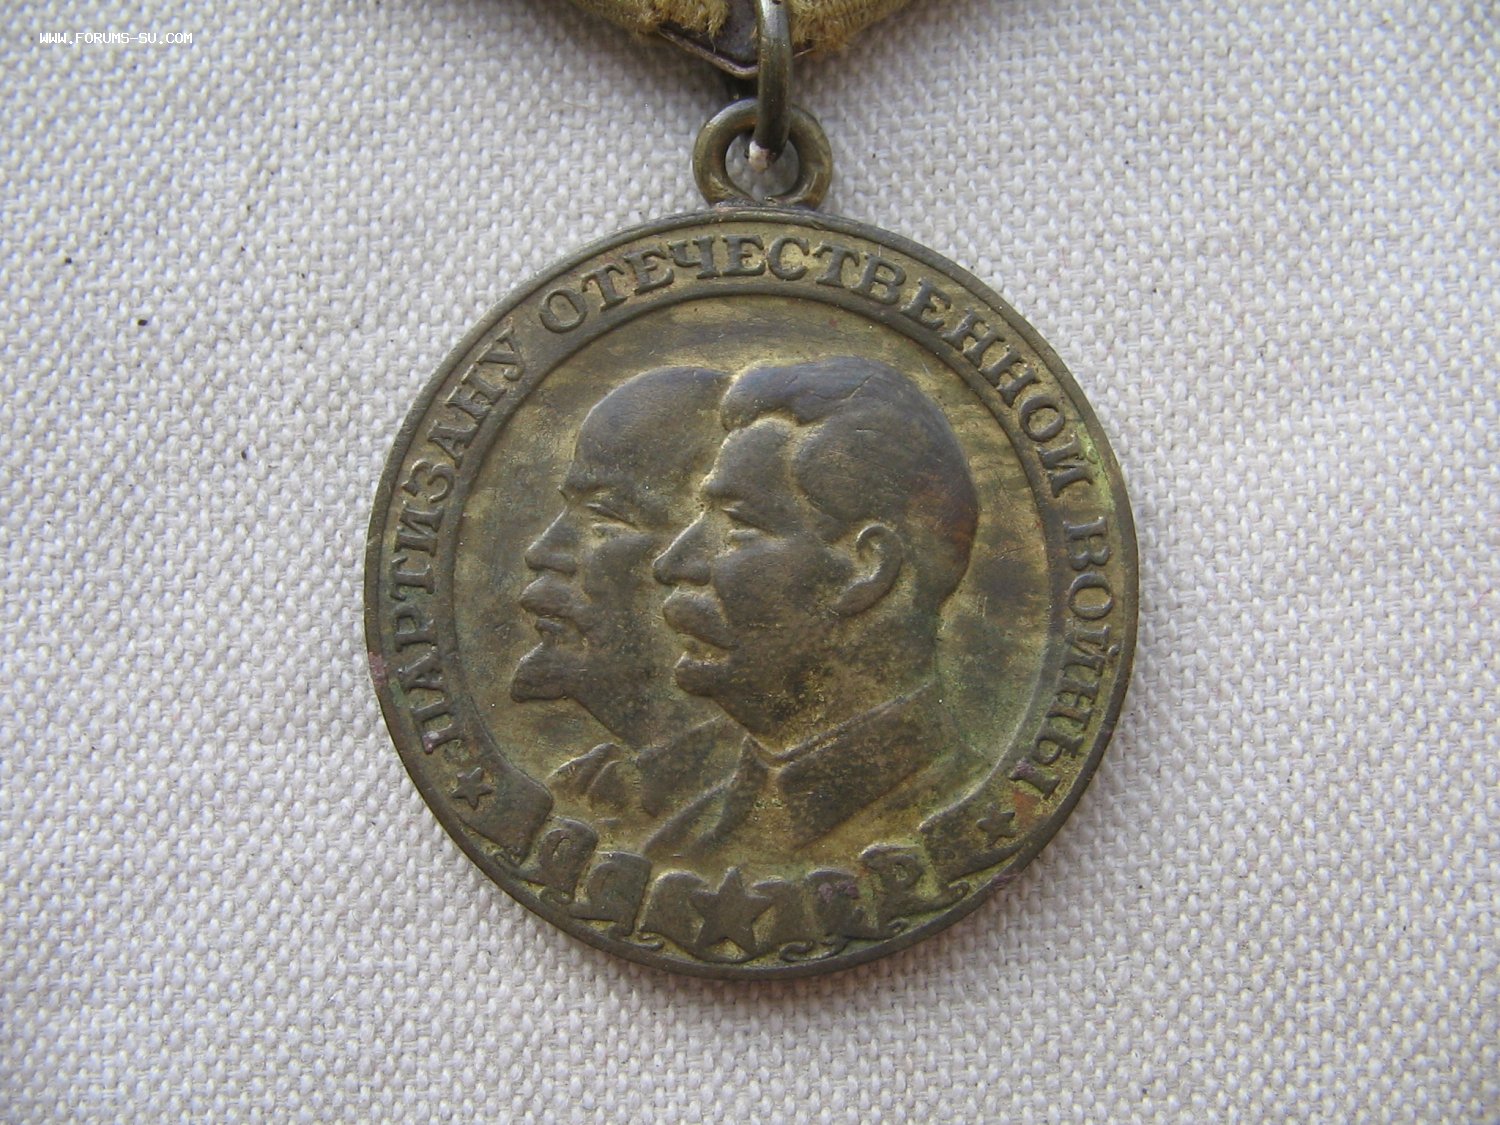 WWW.FORUMS-SU.COM
ПАРТИЗАНУ ОТЕЧЕСТВЕННОЙ ВОЙНЫ
С С С Р